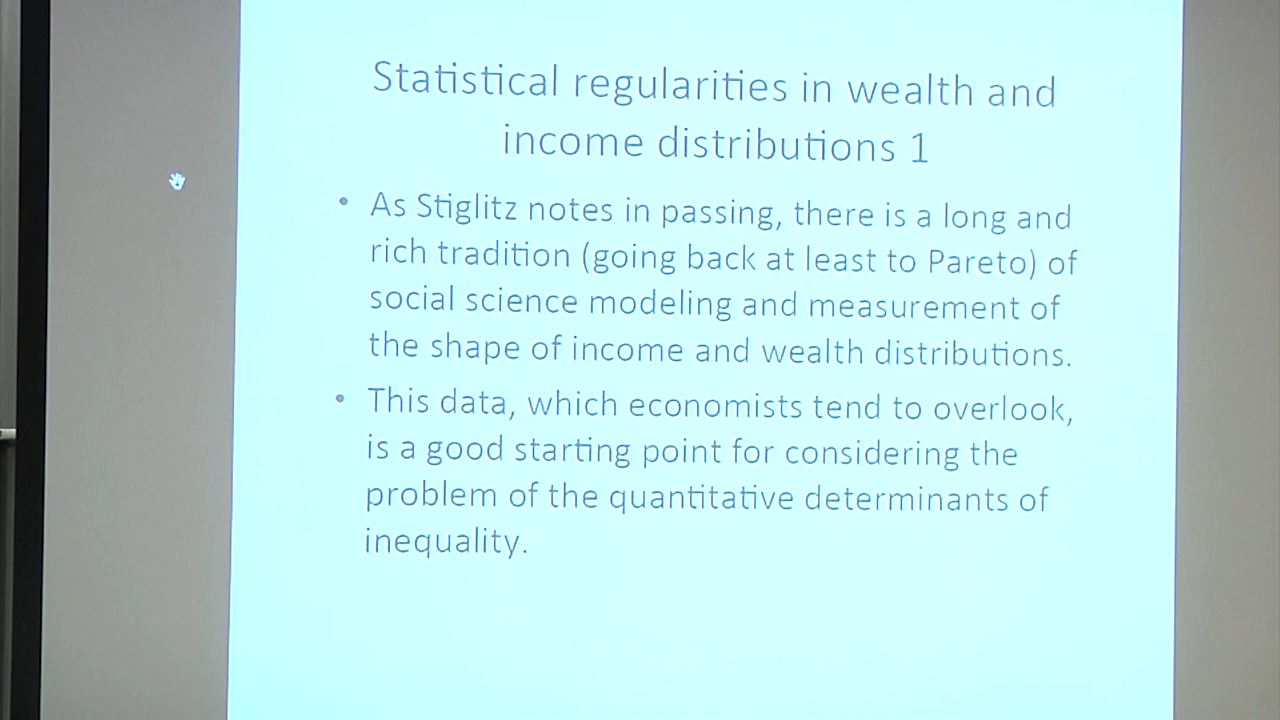 Statistical regularities in wealth and
income distributions 1
• As Stiglitz notes in passing, there is a long and
rich tradition (going back at least to Pareto) of
social science modeling and measurement of
the shape of income and wealth distributions.
• This data, which economists tend to overlook,
is a good starting point for considering the
problem of the quantitative determinants of
inequality.